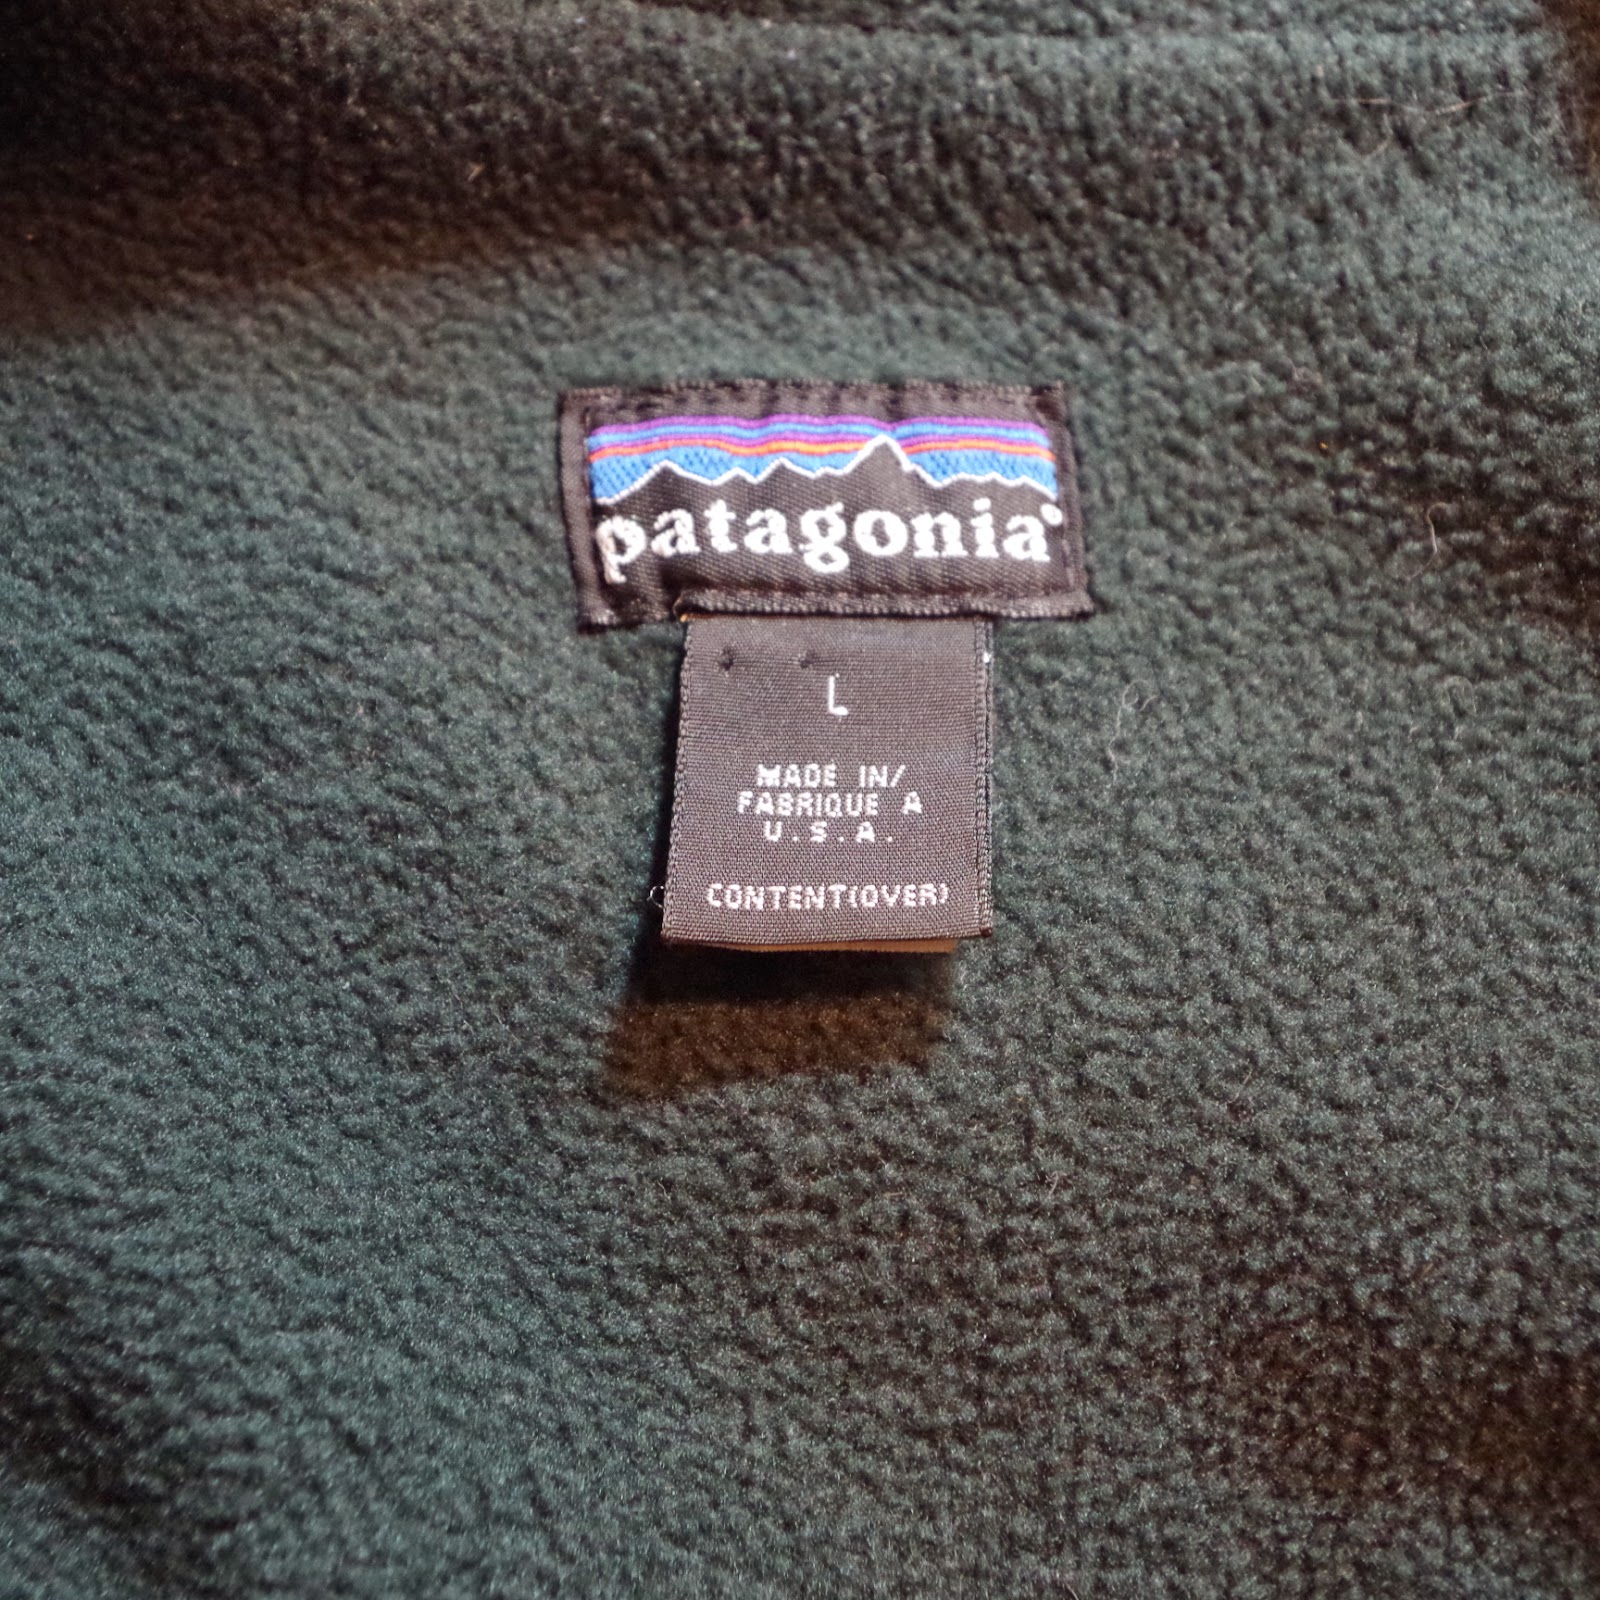 patagonia®
L
MADE IN/
FABRIQUE A
U.S.A.
CONTENT(OVER)